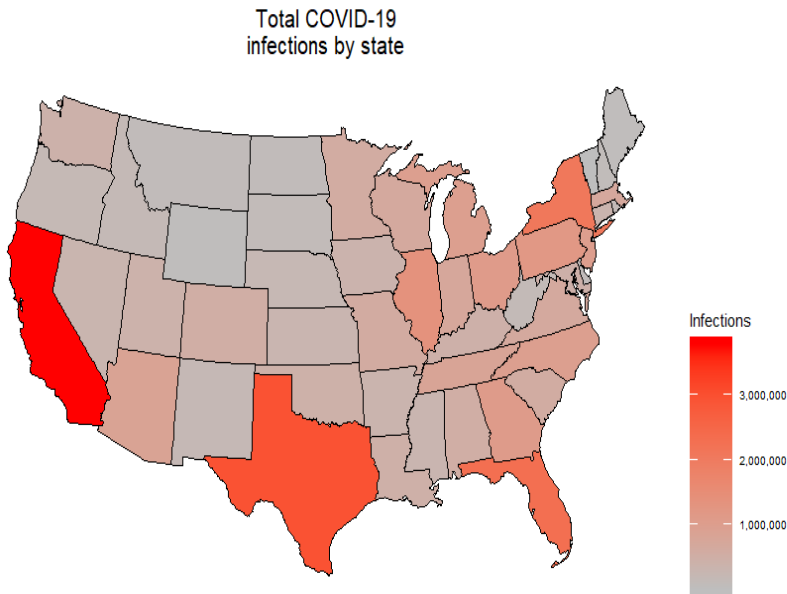 Total COVID-19
infections by state
Infections
3,000,000
2,000,000
1,000,000